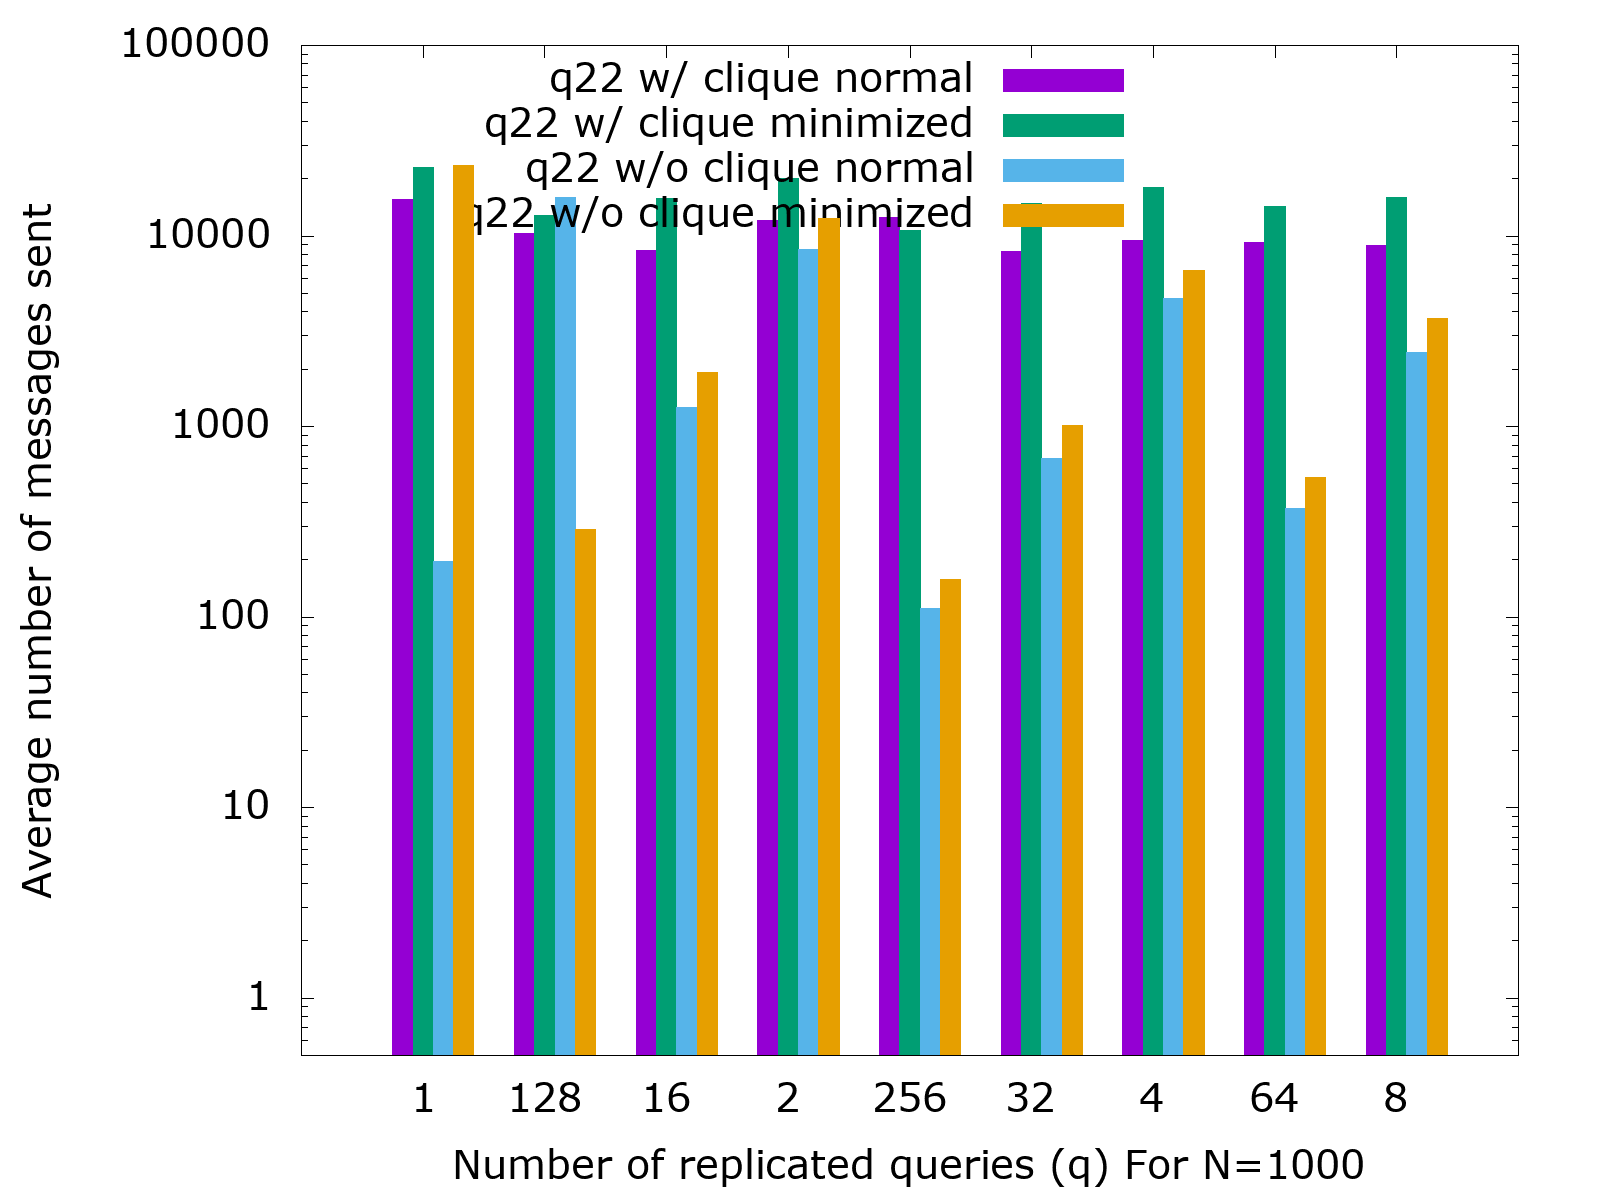 100000
10000
1000
100
10
1
Average number of messages sent
q22 w/ clique normal
q22 w/ clique minimized
q22 w/o clique normal
q22 w/o clique minimized
1 128 16 2 256 32 4 64 8
Number of replicated queries (q) For N=1000